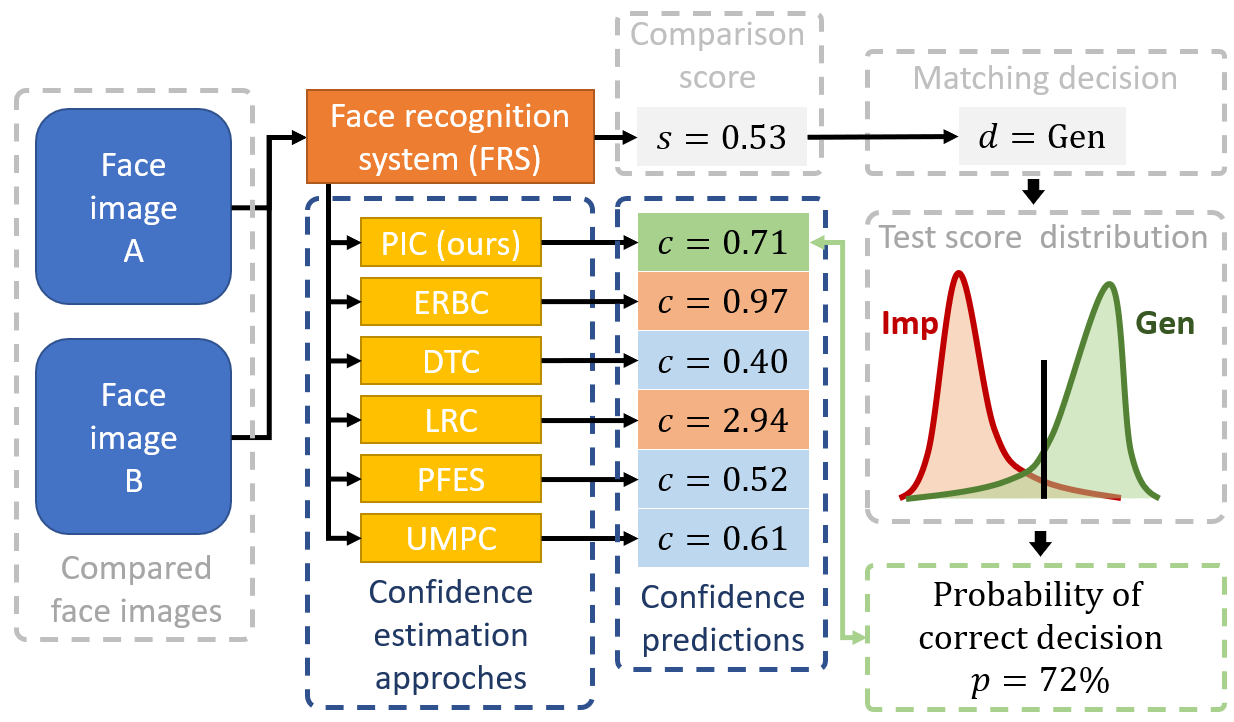 Face
image
A
Face
image
B
Compared
face images
Face recognition
system (FRS)
PIC (ours)
ERBC
DTC
LRC
PFES
UMPC
Confidence
estimation
approches
Comparison
score
s = 0.53
c = 0.71
c = 0.97
c = 0.40
c = 2.94
c = 0.52
c = 0.61
Confidence
predictions
Matching decision
d = Gen
Test score distribution
Imp
Gen
Probability of
correct decision
p = 72%